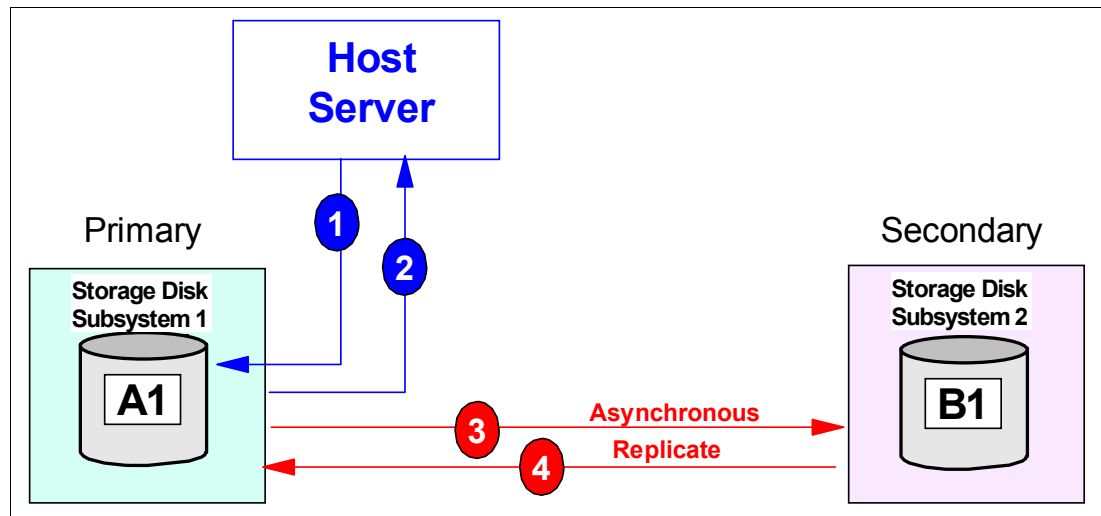 Host
Server
1
2
Primary
Secondary
Storage Disk
Subsystem 1
A1
Storage Disk
Subsystem 2
B1
3
Asynchronous
Replicate
4